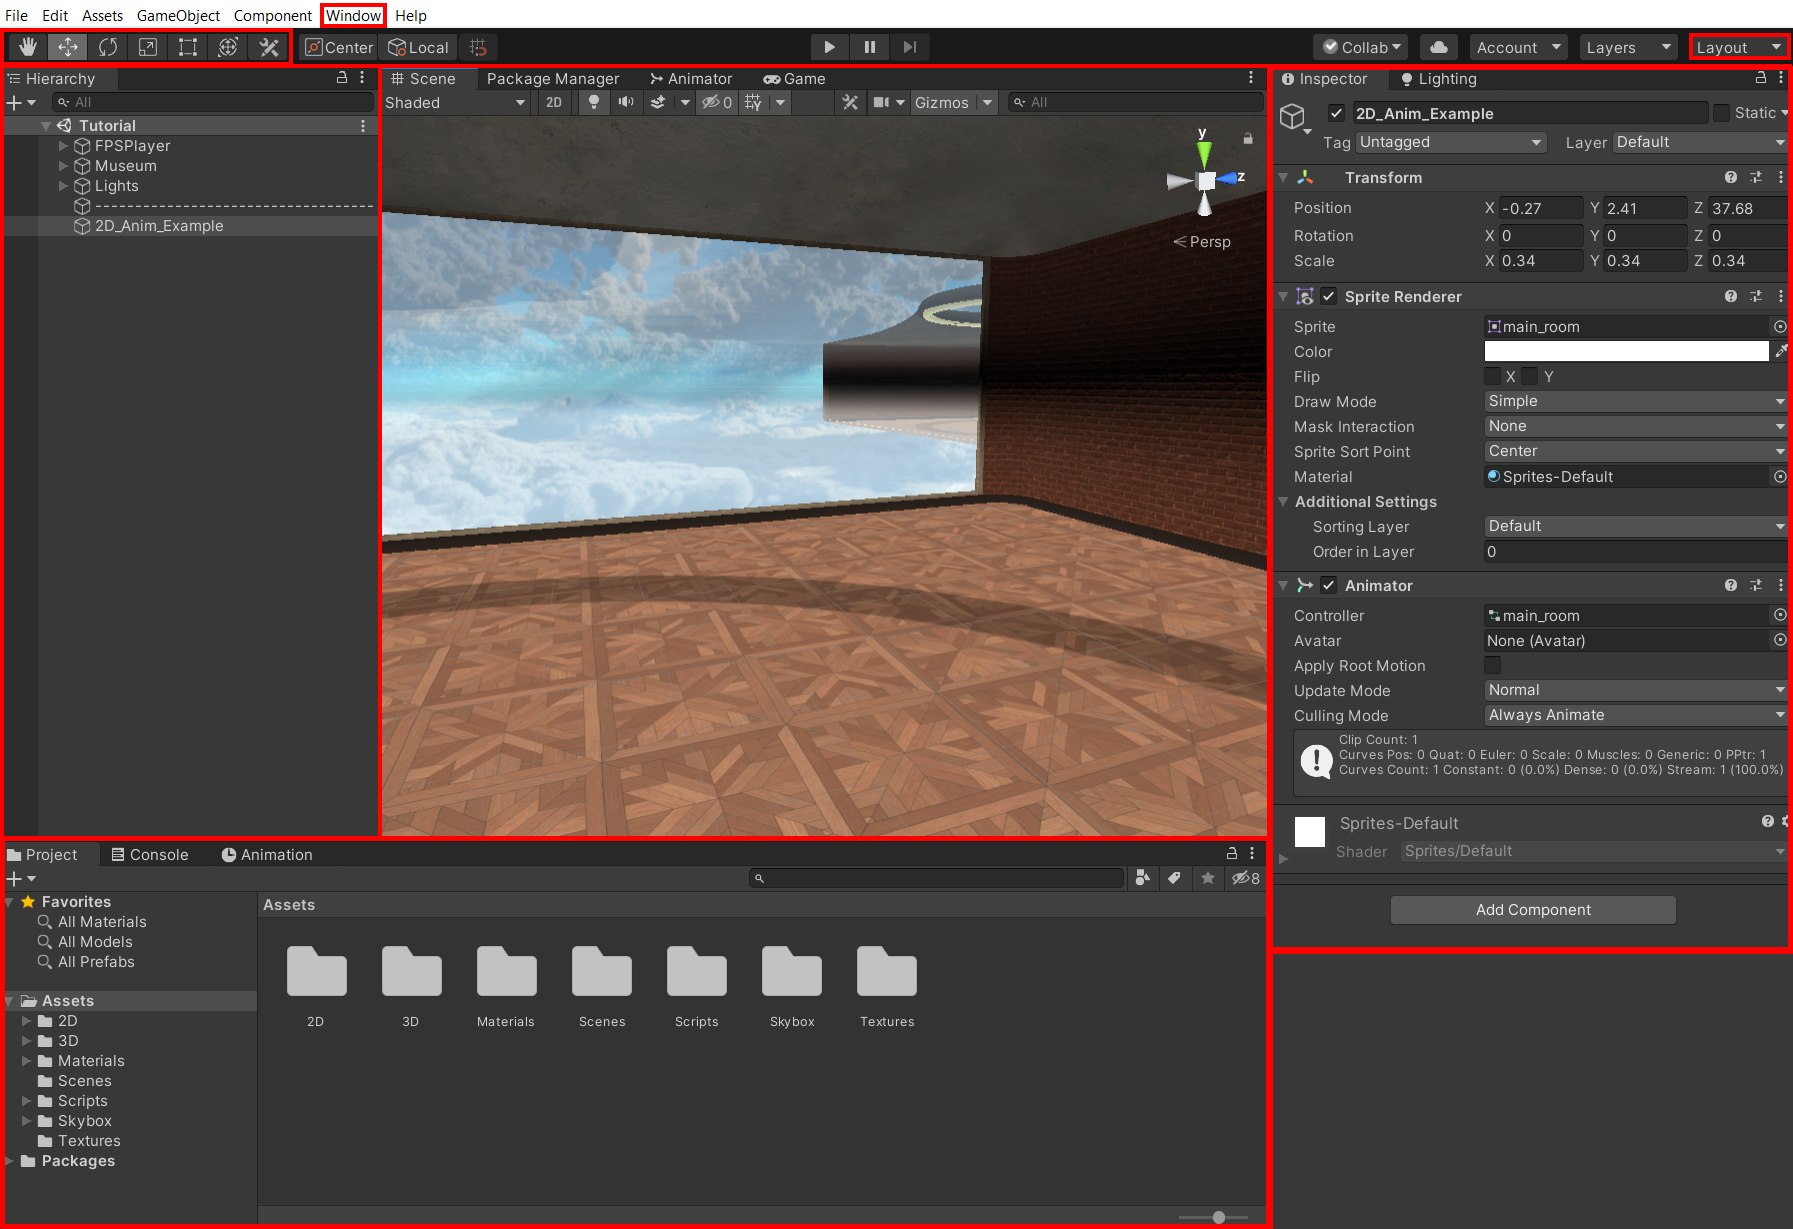 File Edit Assets GameObject Component Window Help
Center Local Collab Account Layers Layout
Hierarchy
All
Tutorial
FPSPlayer
Museum
Lights
----------------------------------
2D_Anim_Example
Scene Package Manager Animator Game
Shaded 2D 0 Gizmos All
y
z
Persp
Inspector Lighting
2D_Anim_Example Static
Tag Untagged Layer Default
Transform
Position X -0.27 Y 2.41 Z 37.68
Rotation X 0 Y 0 Z 0
Scale X 0.34 Y 0.34 Z 0.34
Sprite Renderer
Sprite main_room
Color
Flip X Y
Draw Mode Simple
Mask Interaction None
Sprite Sort Point Center
Material Sprites-Default
Additional Settings
Sorting Layer Default
Order in Layer 0
Animator
Controller main_room
Avatar None (Avatar)
Apply Root Motion
Update Mode Normal
Culling Mode Always Animate
Clip Count: 1
Curves Pos: 0 Quat: 0 Euler: 0 Scale: 0 Muscles: 0 Generic: 0 PPtr: 1
Curves Count: 1 Constant: 0 (0.0%) Dense: 0 (0.0%) Stream: 1 (100.0%)
Sprites-Default
Shader Sprites/Default
Add Component
Project Console Animation
8
Favorites
All Materials
All Models
All Prefabs
Assets
2D
3D
Materials
Scenes
Scripts
Skybox
Textures
Packages
Assets
2D 3D Materials Scenes Scripts Skybox Textures